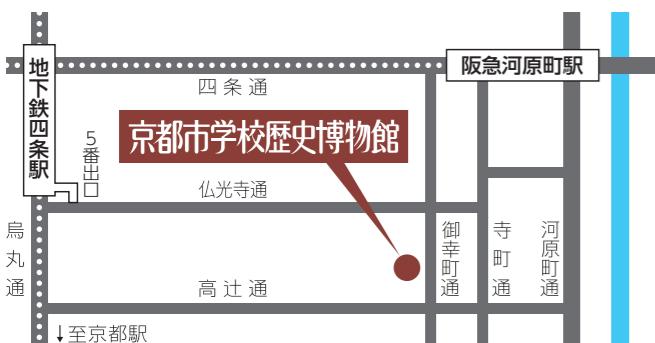 阪急河原町駅
地下鉄四条駅
四条通
京都市学校歴史博物館
5番出口
仏光寺通
烏丸通
御幸町通
寺町通
河原町通
高辻通
↓至京都駅